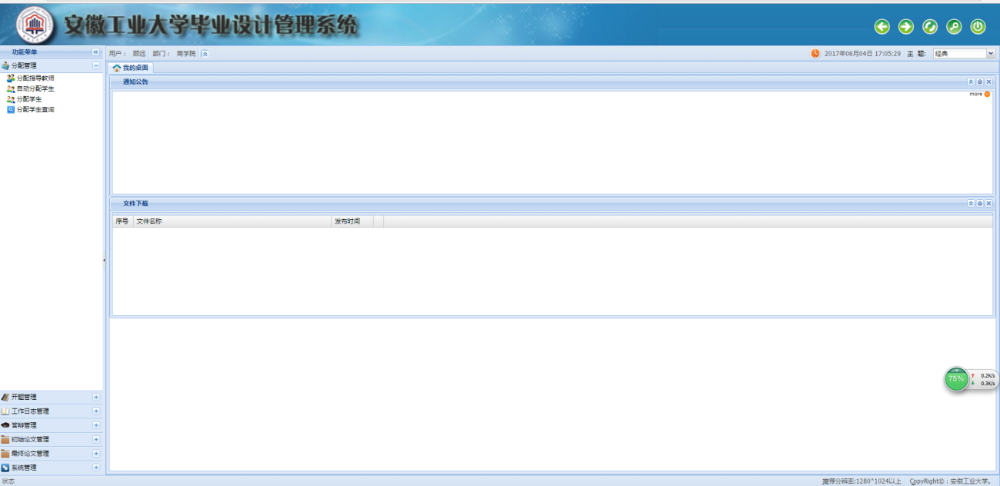 安徽工业大学毕业设计管理系统
功能菜单
用户： 顾远 部门： 商学院
2017年06月04日 17:05:29 主 题: 经典
分配管理
我的桌面
分配指导教师
自动分配学生
分配学生
分配学生查询
通知公告
more
文件下载
序号 文件名称 发布时间
75% 0.2K/s
0.3K/s
开题管理
工作日志管理
答辩管理
初始论文管理
最终论文管理
系统管理
状态
推荐分辨率:1280*1024以上 CopyRight©：安徽工业大学。